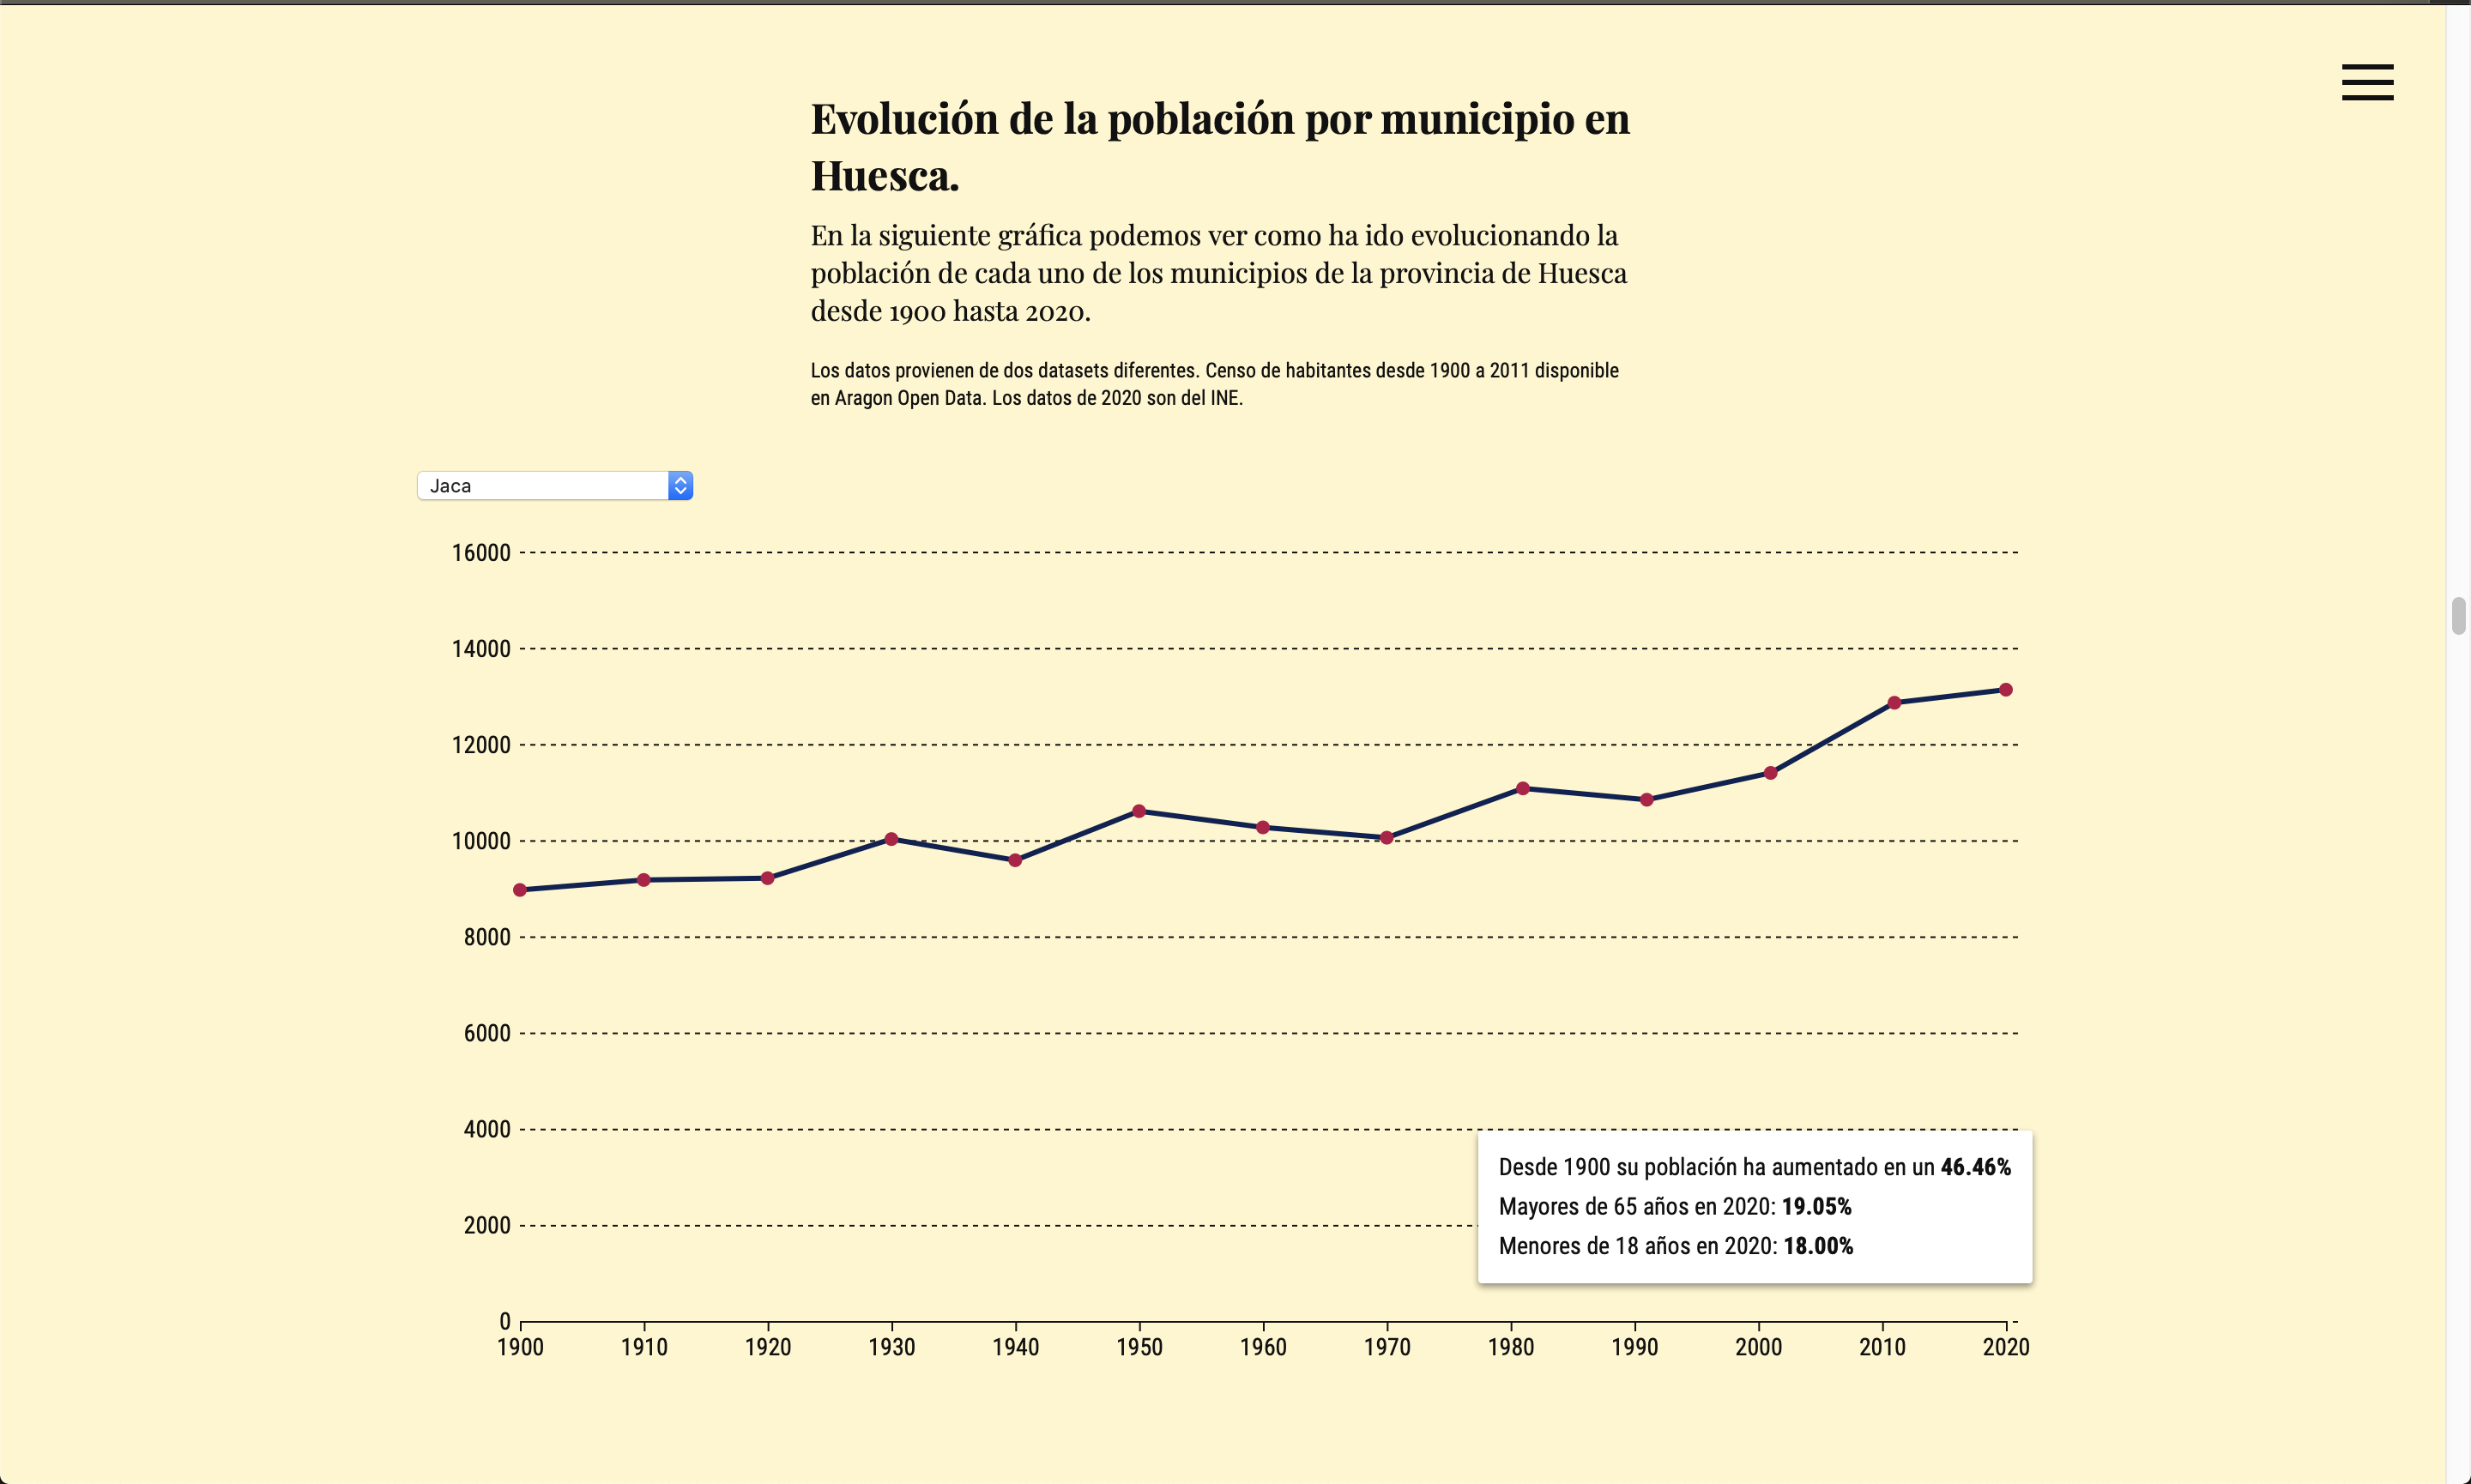 Evolución de la población por municipio en
Huesca.
En la siguiente gráfica podemos ver como ha ido evolucionando la
población de cada uno de los municipios de la provincia de Huesca
desde 1900 hasta 2020.
Los datos provienen de dos datasets diferentes. Censo de habitantes desde 1900 a 2011 disponible
en Aragon Open Data. Los datos de 2020 son del INE.
Jaca
16000
14000
12000
10000
8000
6000
4000
Desde 1900 su población ha aumentado en un 46.46%
Mayores de 65 años en 2020: 19.05%
2000
Menores de 18 años en 2020: 18.00%
0
1900 1910 1920 1930 1940 1950 1960 1970 1980 1990 2000 2010 2020